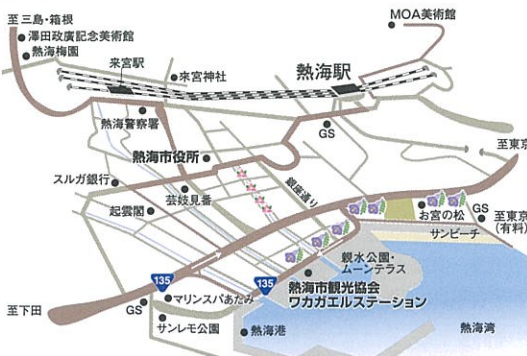 至三島・箱根
澤田政廣記念美術館
熱海梅園
MOA美術館
来宮駅
来宮神社
熱海駅
熱海警察署
GS
熱海市役所
至東京
スルガ銀行
芸妓見番
銀座通り
起雲閣
お宮の松
GS
至東京
(有料)
サンビーチ
親水公園・
ムーンテラス
135
135
熱海市観光協会
ワカガエルステーション
マリンスパあたみ
GS
至下田
サンレモ公園
熱海港
熱海湾